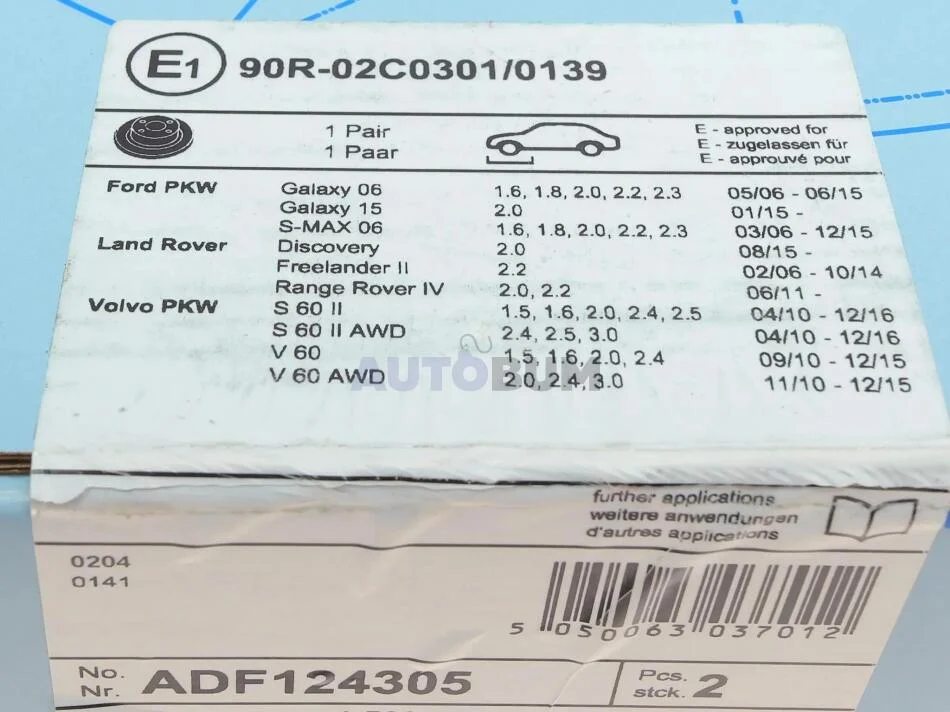 E1 90R-02C0301/0139
1 Pair
1 Paar
E - approved for
E - zugelassen für
E - approuvé pour
Ford PKW Galaxy 06 1.6, 1.8, 2.0, 2.2, 2.3 05/06 - 06/15
Galaxy 15 2.0 01/15 -
S-MAX 06 1.6, 1.8, 2.0, 2.2, 2.3 03/06 - 12/15
Land Rover Discovery 2.0 08/15 -
Freelander II 2.2 02/06 - 10/14
Range Rover IV 2.0, 2.2 06/11 -
Volvo PKW S 60 II 1.5, 1.6, 2.0, 2.4, 2.5 04/10 - 12/16
S 60 II AWD 2.4, 2.5, 3.0 04/10 - 12/16
V 60 1.5, 1.6, 2.0, 2.4 09/10 - 12/15
V 60 AWD 2.0, 2.4, 3.0 11/10 - 12/15
AUTOBUM
further applications
weitere anwendungen
d'autres applications
0204
0141
5 050063 037012
No.
Nr. ADF124305
Pcs.
stck. 2